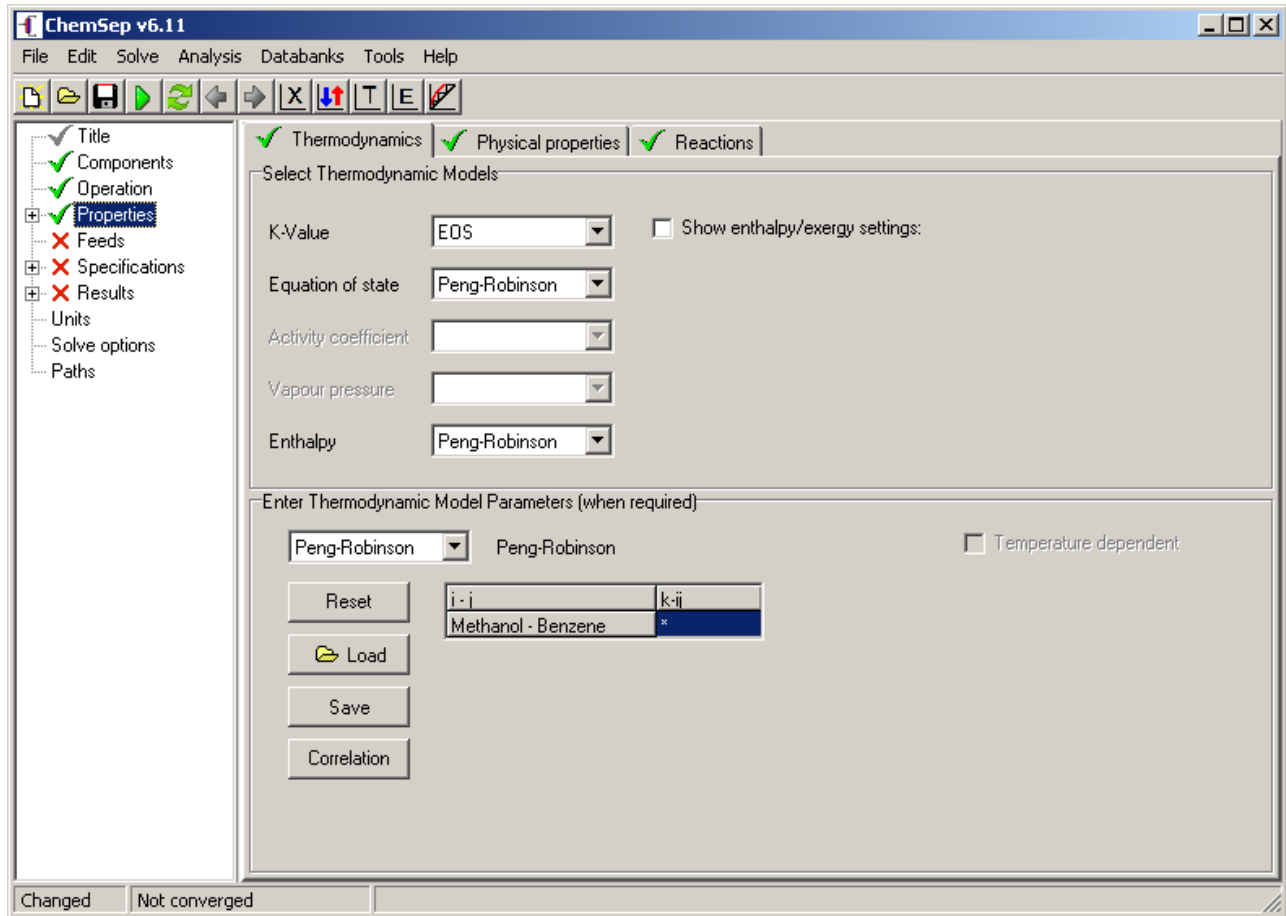 ChemSep v6.11
File Edit Solve Analysis Databanks Tools Help
X T E
Title
Components
Operation
Properties
Feeds
Specifications
Results
Units
Solve options
Paths
Thermodynamics Physical properties Reactions
Select Thermodynamic Models
K-Value EOS Show enthalpy/exergy settings:
Equation of state Peng-Robinson
Activity coefficient
Vapour pressure
Enthalpy Peng-Robinson
Enter Thermodynamic Model Parameters (when required)
Peng-Robinson Peng-Robinson Temperature dependent
Reset
Load
Save
Correlation
i - j k-ij
Methanol - Benzene *
Changed Not converged